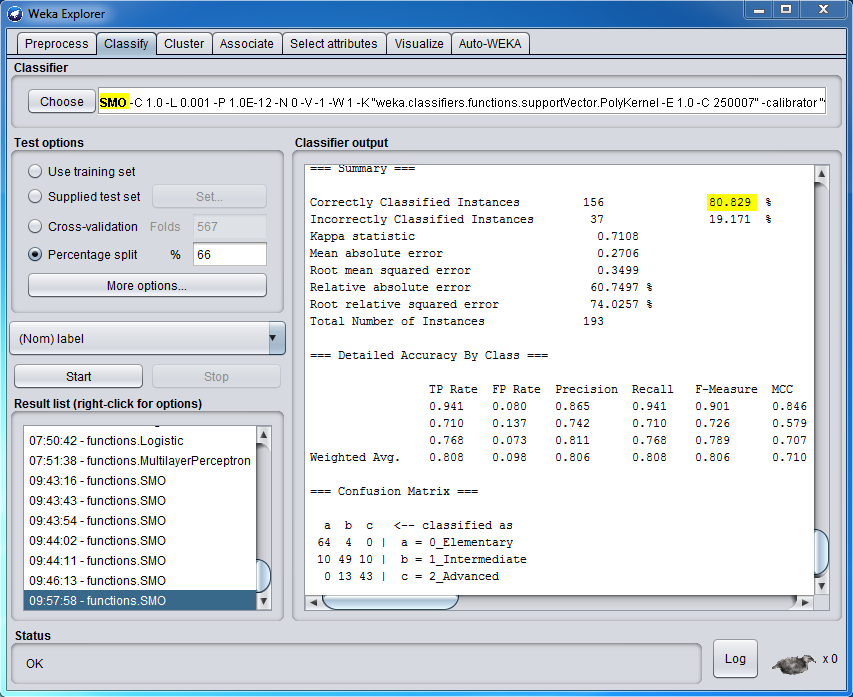 Weka Explorer
Preprocess Classify Cluster Associate Select attributes Visualize Auto-WEKA
Classifier
Choose SMO -C 1.0 -L 0.001 -P 1.0E-12 -N 0 -V -1 -W 1 -K "weka.classifiers.functions.supportVector.PolyKernel -E 1.0 -C 250007" -calibrator "
Test options
Use training set
Supplied test set Set...
Cross-validation Folds 567
Percentage split % 66
More options...
(Nom) label
Start Stop
Result list (right-click for options)
07:50:42 - functions.Logistic
07:51:38 - functions.MultilayerPerceptron
09:43:16 - functions.SMO
09:43:43 - functions.SMO
09:43:54 - functions.SMO
09:44:02 - functions.SMO
09:44:11 - functions.SMO
09:46:13 - functions.SMO
09:57:58 - functions.SMO
Classifier output
=== Summary ===
Correctly Classified Instances 156 80.829 %
Incorrectly Classified Instances 37 19.171 %
Kappa statistic 0.7108
Mean absolute error 0.2706
Root mean squared error 0.3499
Relative absolute error 60.7497 %
Root relative squared error 74.0257 %
Total Number of Instances 193
=== Detailed Accuracy By Class ===
TP Rate FP Rate Precision Recall F-Measure MCC
0.941 0.080 0.865 0.941 0.901 0.846
0.710 0.137 0.742 0.710 0.726 0.579
0.768 0.073 0.811 0.768 0.789 0.707
Weighted Avg. 0.808 0.098 0.806 0.808 0.806 0.710
=== Confusion Matrix ===
a b c <-- classified as
64 4 0 | a = 0_Elementary
10 49 10 | b = 1_Intermediate
0 13 43 | c = 2_Advanced
Status
OK
Log
x 0